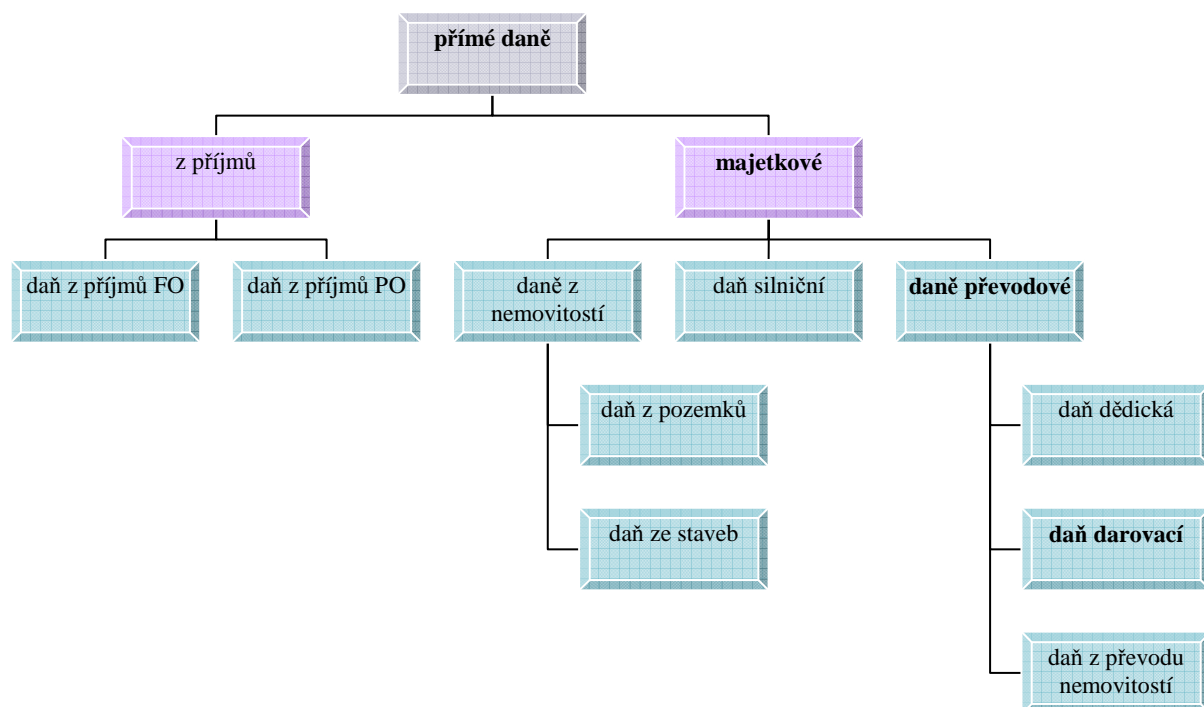 přímé daně
z příjmů
majetkové
daň z příjmů FO
daň z příjmů PO
daně z
nemovitostí
daň silniční
daně převodové
daň z pozemků
daň dědická
daň ze staveb
daň darovací
daň z převodu
nemovitostí